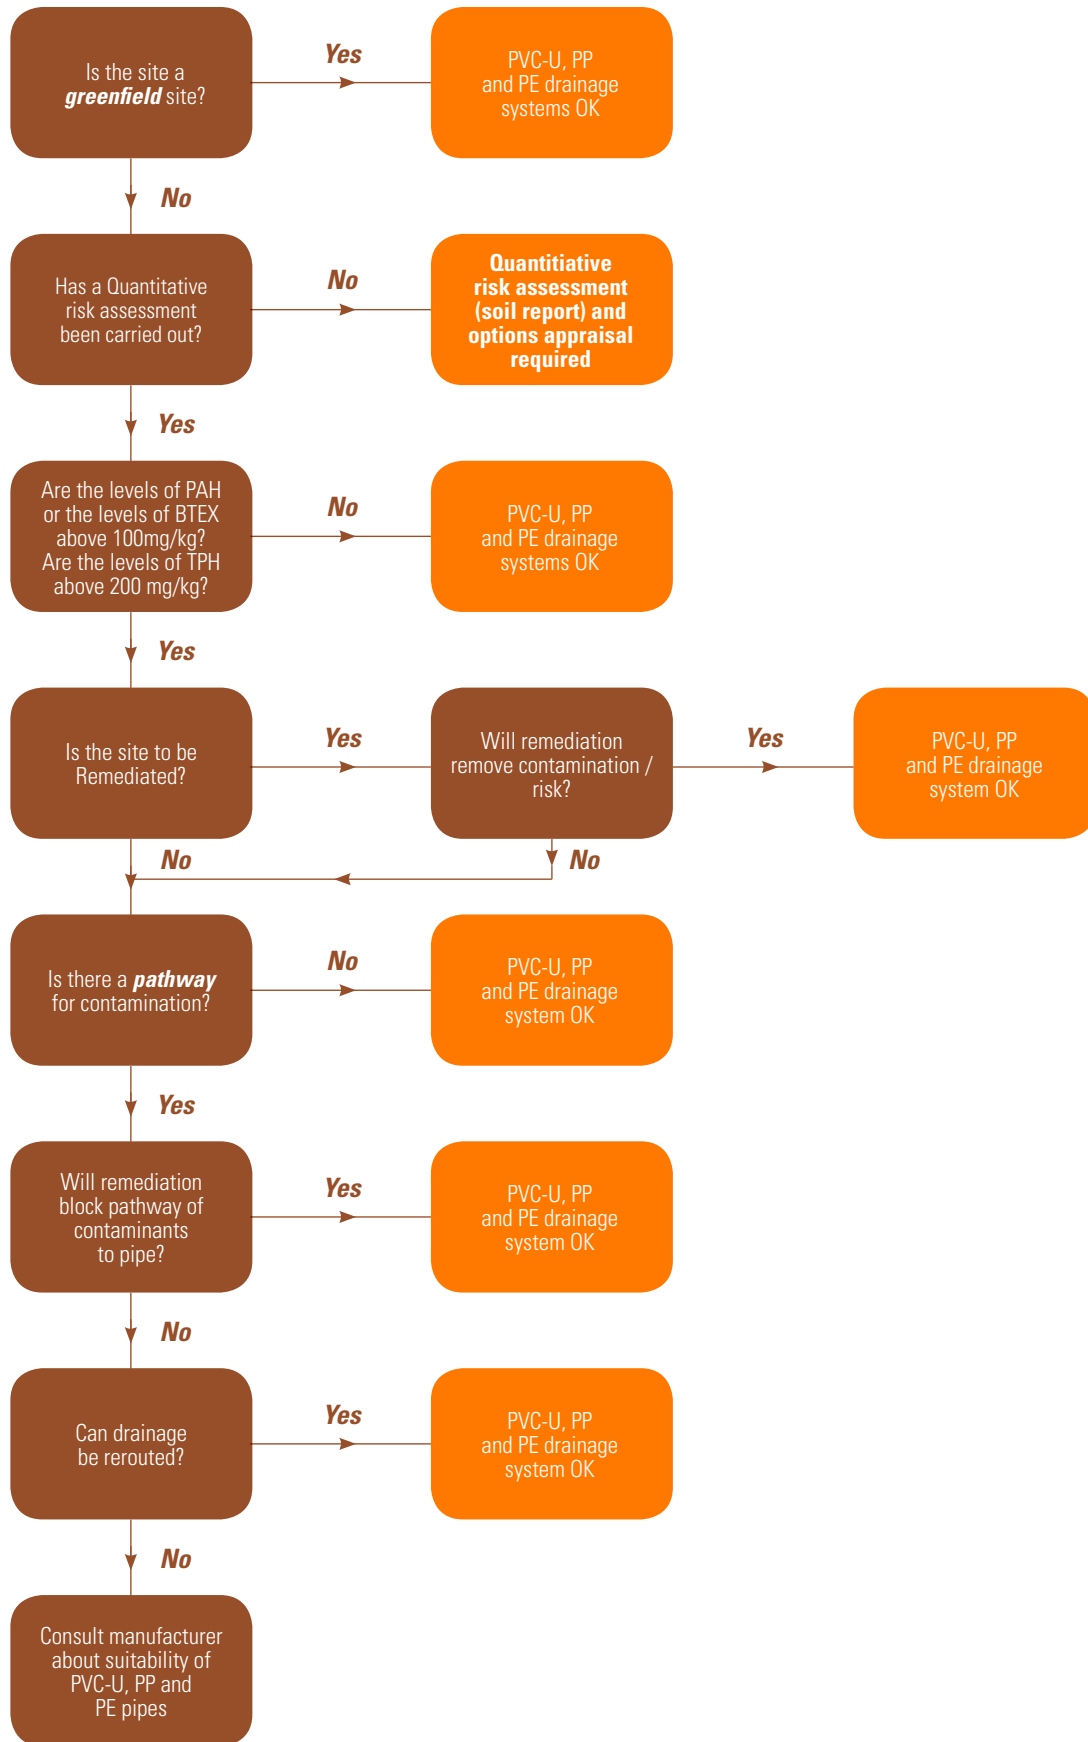 Is the site a
greenfield site?
Yes
PVC-U, PP
and PE drainage
systems OK
No
Has a Quantitative
risk assessment
been carried out?
No
Quantitiative
risk assessment
(soil report) and
options appraisal
required
Yes
Are the levels of PAH
or the levels of BTEX
above 100mg/kg?
Are the levels of TPH
above 200 mg/kg?
No
PVC-U, PP
and PE drainage
systems OK
Yes
Is the site to be
Remediated?
Yes
Will remediation
remove contamination /
risk?
Yes
PVC-U, PP
and PE drainage
system OK
No
No
Is there a pathway
for contamination?
No
PVC-U, PP
and PE drainage
system OK
Yes
Will remediation
block pathway of
contaminants
to pipe?
Yes
PVC-U, PP
and PE drainage
system OK
No
Can drainage
be rerouted?
Yes
PVC-U, PP
and PE drainage
system OK
No
Consult manufacturer
about suitability of
PVC-U, PP and
PE pipes